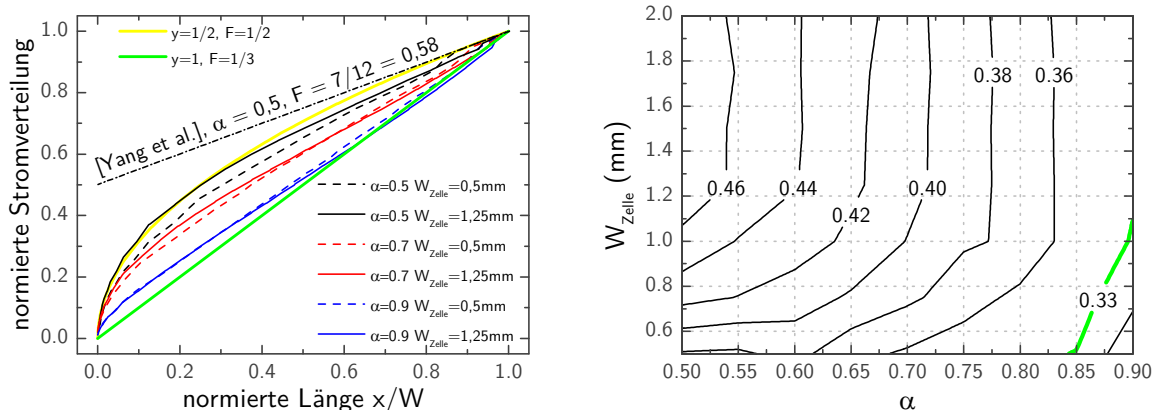 y=1/2, F=1/2
y=1, F=1/3
[Yang et al.], α = 0,5, F = 7/12 = 0,58
α=0.5 W_Zelle=0,5mm
α=0.5 W_Zelle=1,25mm
α=0.7 W_Zelle=0,5mm
α=0.7 W_Zelle=1,25mm
α=0.9 W_Zelle=0,5mm
α=0.9 W_Zelle=1,25mm
normierte Stromverteilung
1.0
0.8
0.6
0.4
0.2
0.0
0.0 0.2 0.4 0.6 0.8 1.0
normierte Länge x/W
W_Zelle (mm)
2.0
1.8
1.6
1.4
1.2
1.0
0.8
0.6
0.46 0.44 0.42 0.40 0.38 0.36 0.33
0.50 0.55 0.60 0.65 0.70 0.75 0.80 0.85 0.90
α